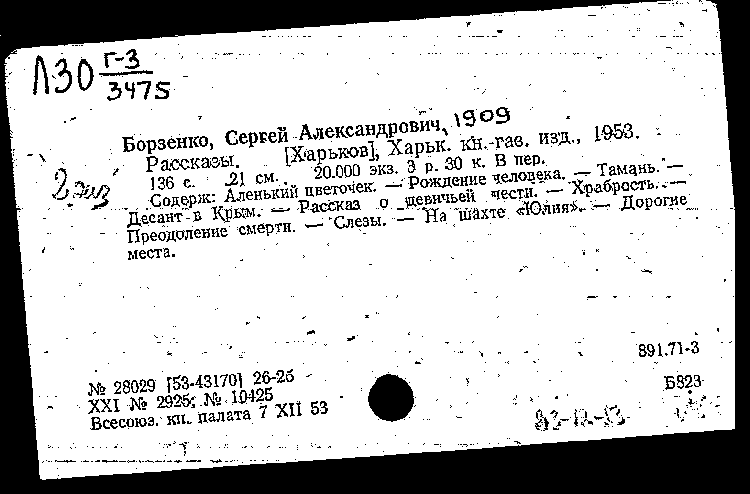 Л30 Г-3
3475
Борзенко, Сергей Александрович, 1909
Рассказы. [Харьков], Харьк. кн.-газ. изд., 1953.
136 с. 21 см. 20.000 экз. 3 р. 30 к. В пер.
2 экз
Содерж: Аленький цветочек. — Рождение человека. — Тамань. —
Десант в Крым. — Рассказ о девичьей чести. — Храбрость. —
Преодоление смерти. — Слезы. — На шахте «Юлия». — Дорогие
места.
891.71-3
№ 28029 [53-43170] 26-25
Б823
XXI № 2925; № 10425
Всесоюз. кн. палата 7 XII 53